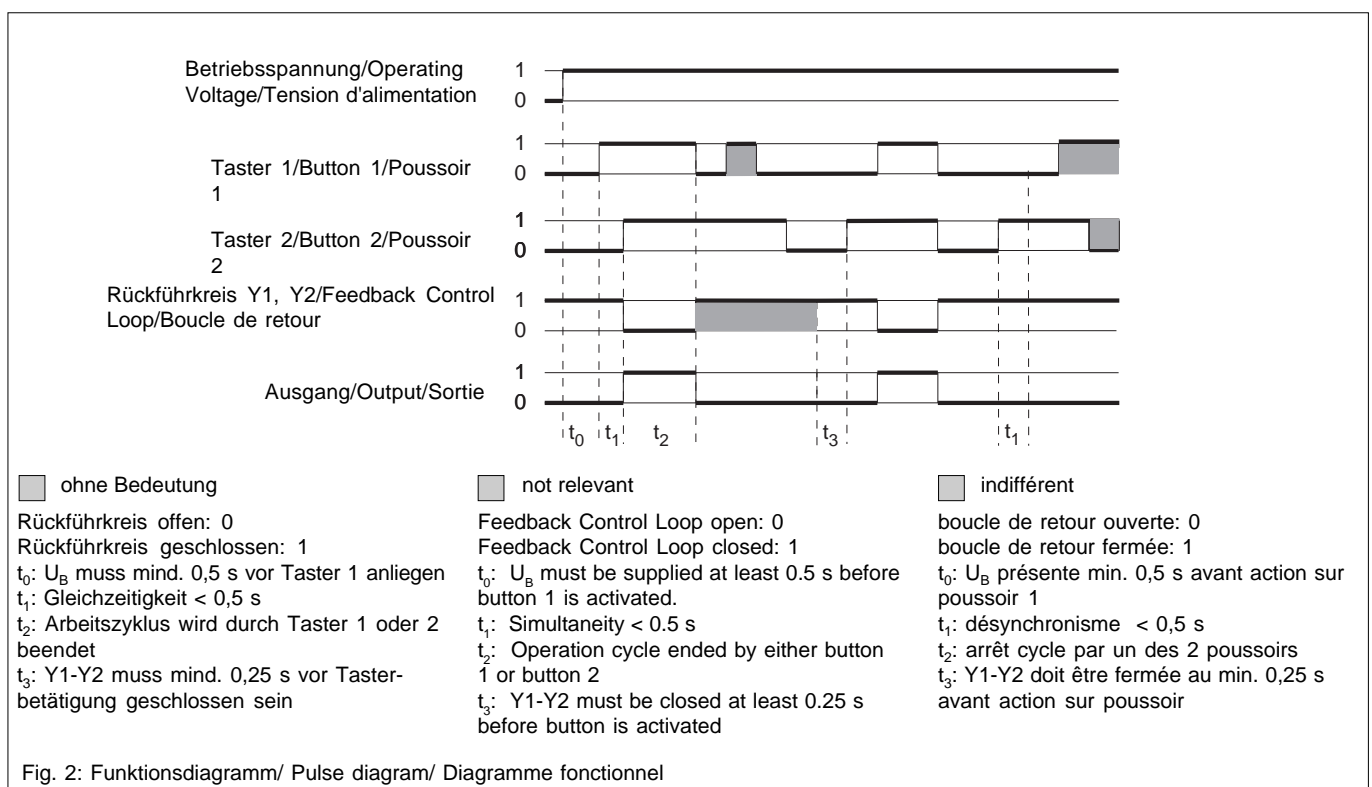 Betriebsspannung/Operating
Voltage/Tension d'alimentation
1
0
Taster 1/Button 1/Poussoir
1
1
0
Taster 2/Button 2/Poussoir
2
1
0
Rückführkreis Y1, Y2/Feedback Control
Loop/Boucle de retour
1
0
Ausgang/Output/Sortie
1
0
t0 t1 t2 t3 t1
ohne Bedeutung
Rückführkreis offen: 0
Rückführkreis geschlossen: 1
t0: UB muss mind. 0,5 s vor Taster 1 anliegen
t1: Gleichzeitigkeit < 0,5 s
t2: Arbeitszyklus wird durch Taster 1 oder 2
beendet
t3: Y1-Y2 muss mind. 0,25 s vor Taster-
betätigung geschlossen sein
not relevant
Feedback Control Loop open: 0
Feedback Control Loop closed: 1
t0: UB must be supplied at least 0.5 s before
button 1 is activated.
t1: Simultaneity < 0.5 s
t2: Operation cycle ended by either button
1 or button 2
t3: Y1-Y2 must be closed at least 0.25 s
before button is activated
indifférent
boucle de retour ouverte: 0
boucle de retour fermée: 1
t0: UB présente min. 0,5 s avant action sur
poussoir 1
t1: désynchronisme < 0,5 s
t2: arrêt cycle par un des 2 poussoirs
t3: Y1-Y2 doit être fermée au min. 0,25 s
avant action sur poussoir
Fig. 2: Funktionsdiagramm/ Pulse diagram/ Diagramme fonctionnel